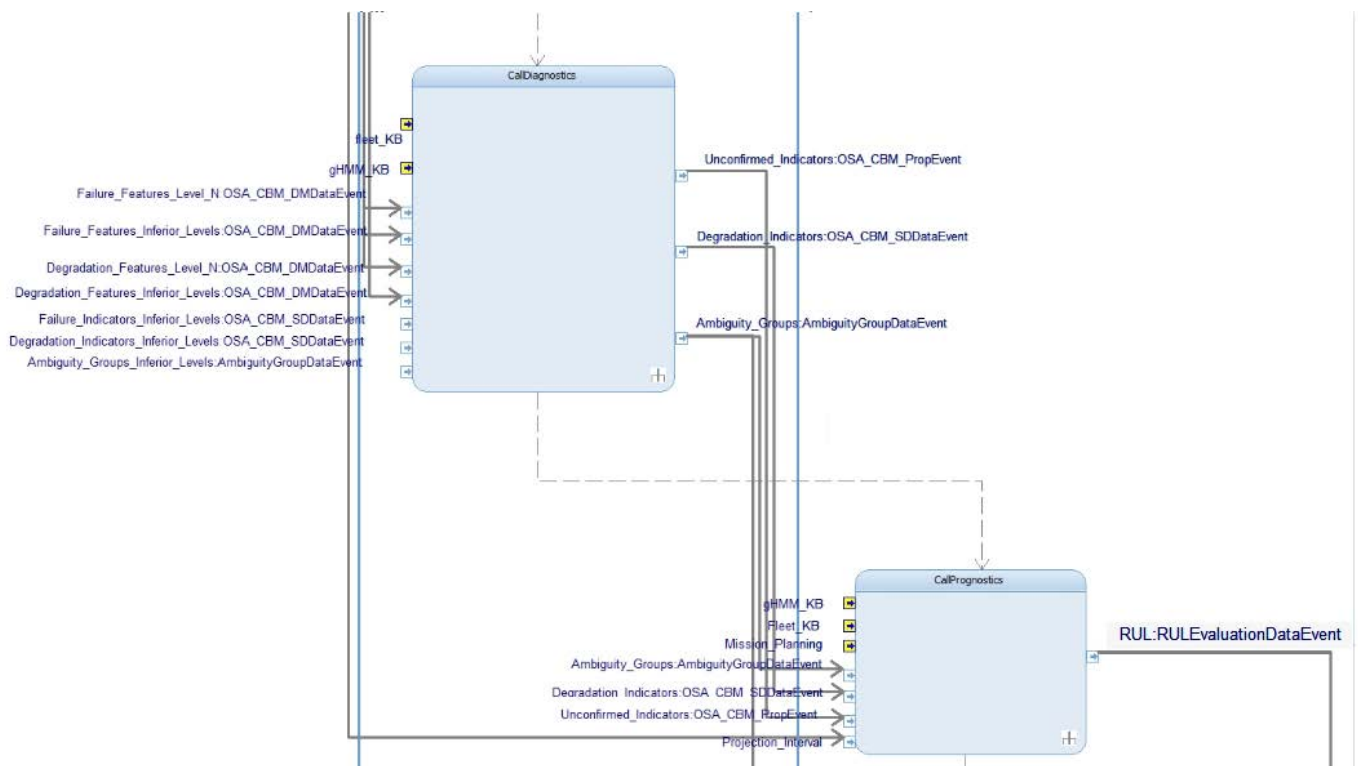 CallDiagnostics
fleet_KB
gHMM_KB
Failure_Features_Level_N:OSA_CBM_DMDataEvent
Failure_Features_Inferior_Levels:OSA_CBM_DMDataEvent
Degradation_Features_Level_N:OSA_CBM_DMDataEvent
Degradation_Features_Inferior_Levels:OSA_CBM_DMDataEvent
Failure_Indicators_Inferior_Levels:OSA_CBM_SDDataEvent
Degradation_Indicators_Inferior_Levels:OSA_CBM_SDDataEvent
Ambiguity_Groups_Inferior_Levels:AmbiguityGroupDataEvent
Unconfirmed_Indicators:OSA_CBM_PropEvent
Degradation_Indicators:OSA_CBM_SDDataEvent
Ambiguity_Groups:AmbiguityGroupDataEvent
CallPrognostics
gHMM_KB
Fleet_KB
Mission_Planning
Ambiguity_Groups:AmbiguityGroupDataEvent
Degradation_Indicators:OSA_CBM_SDDataEvent
Unconfirmed_Indicators:OSA_CBM_PropEvent
Projection_Interval
RUL:RULEvaluationDataEvent